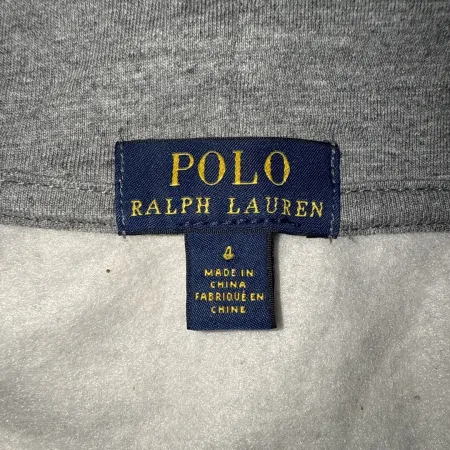 POLO
RALPH LAUREN
4
MADE IN
CHINA
FABRIQUÉ EN
CHINE